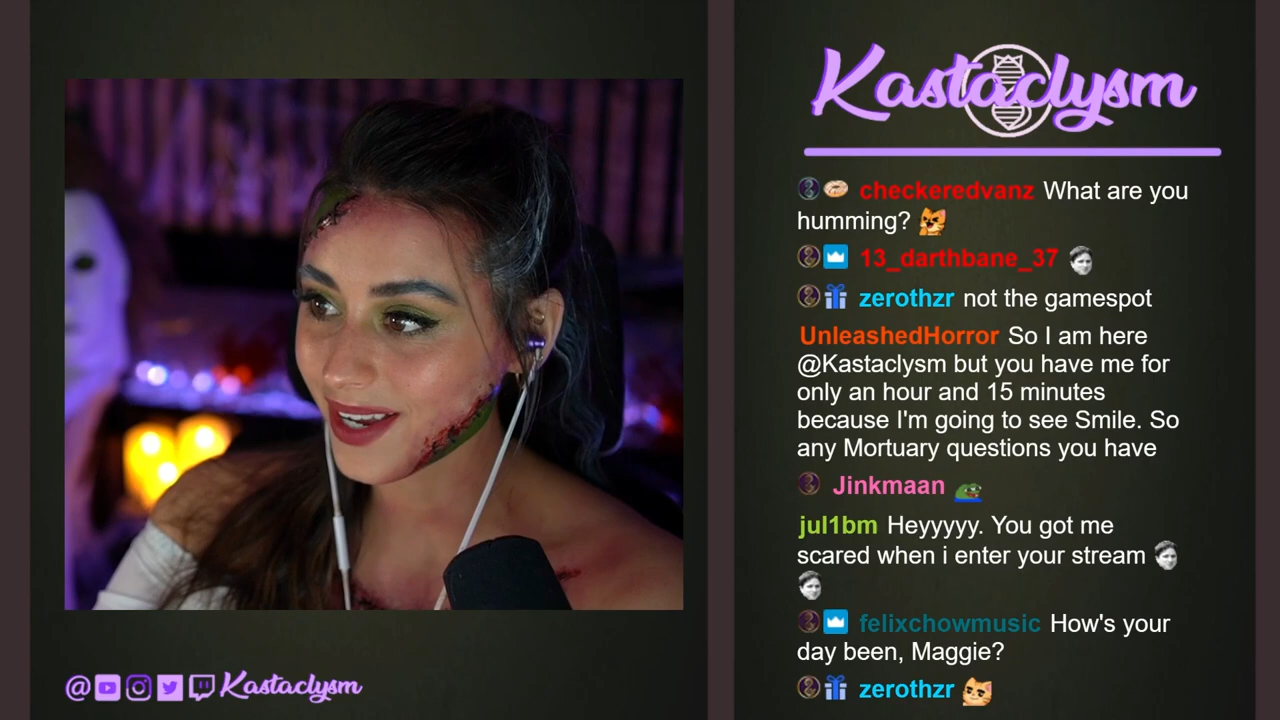 Kastaclysm
checkeredvanz What are you
humming?
13_darthbane_37
zerothzr not the gamespot
UnleashedHorror So I am here
@Kastaclysm but you have me for
only an hour and 15 minutes
because I'm going to see Smile. So
any Mortuary questions you have
Jinkmaan
jul1bm Heyyyyy. You got me
scared when i enter your stream
felixchowmusic How's your
day been, Maggie?
zerothzr
@ Kastaclysm